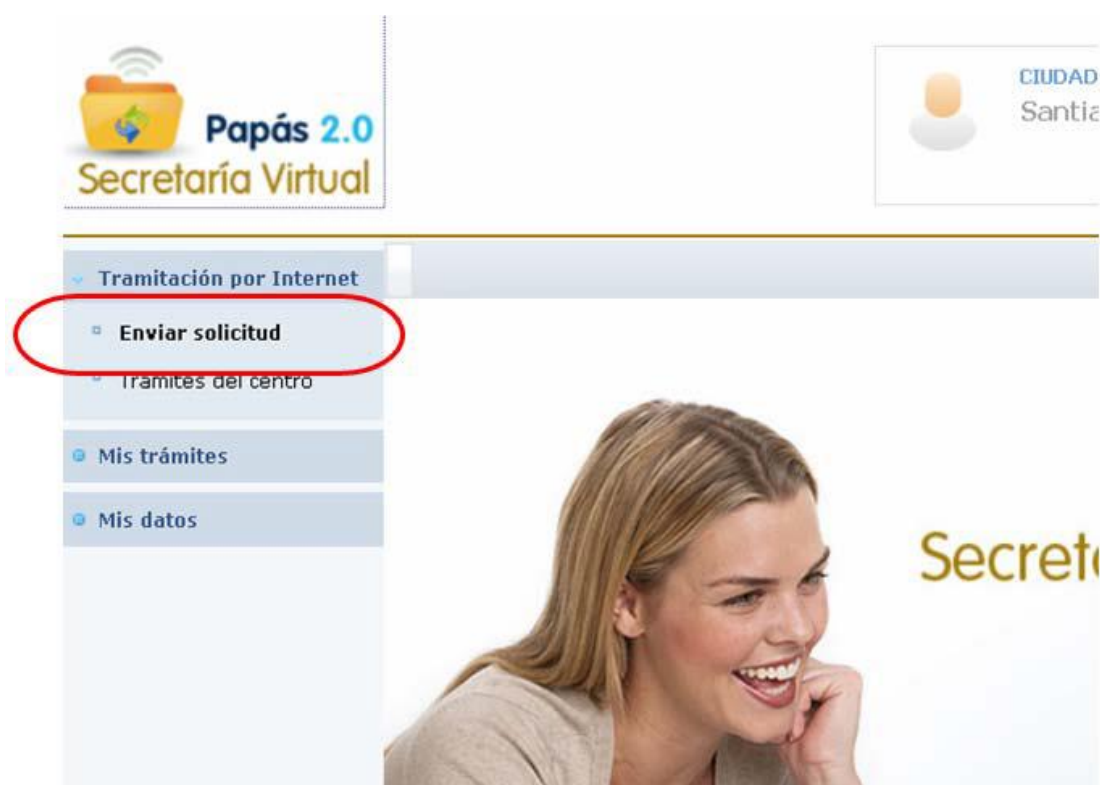 Papás 2.0
Secretaría Virtual
CIUDAD
Santia
Tramitación por Internet
Enviar solicitud
Trámites del centro
Mis trámites
Mis datos
Secret